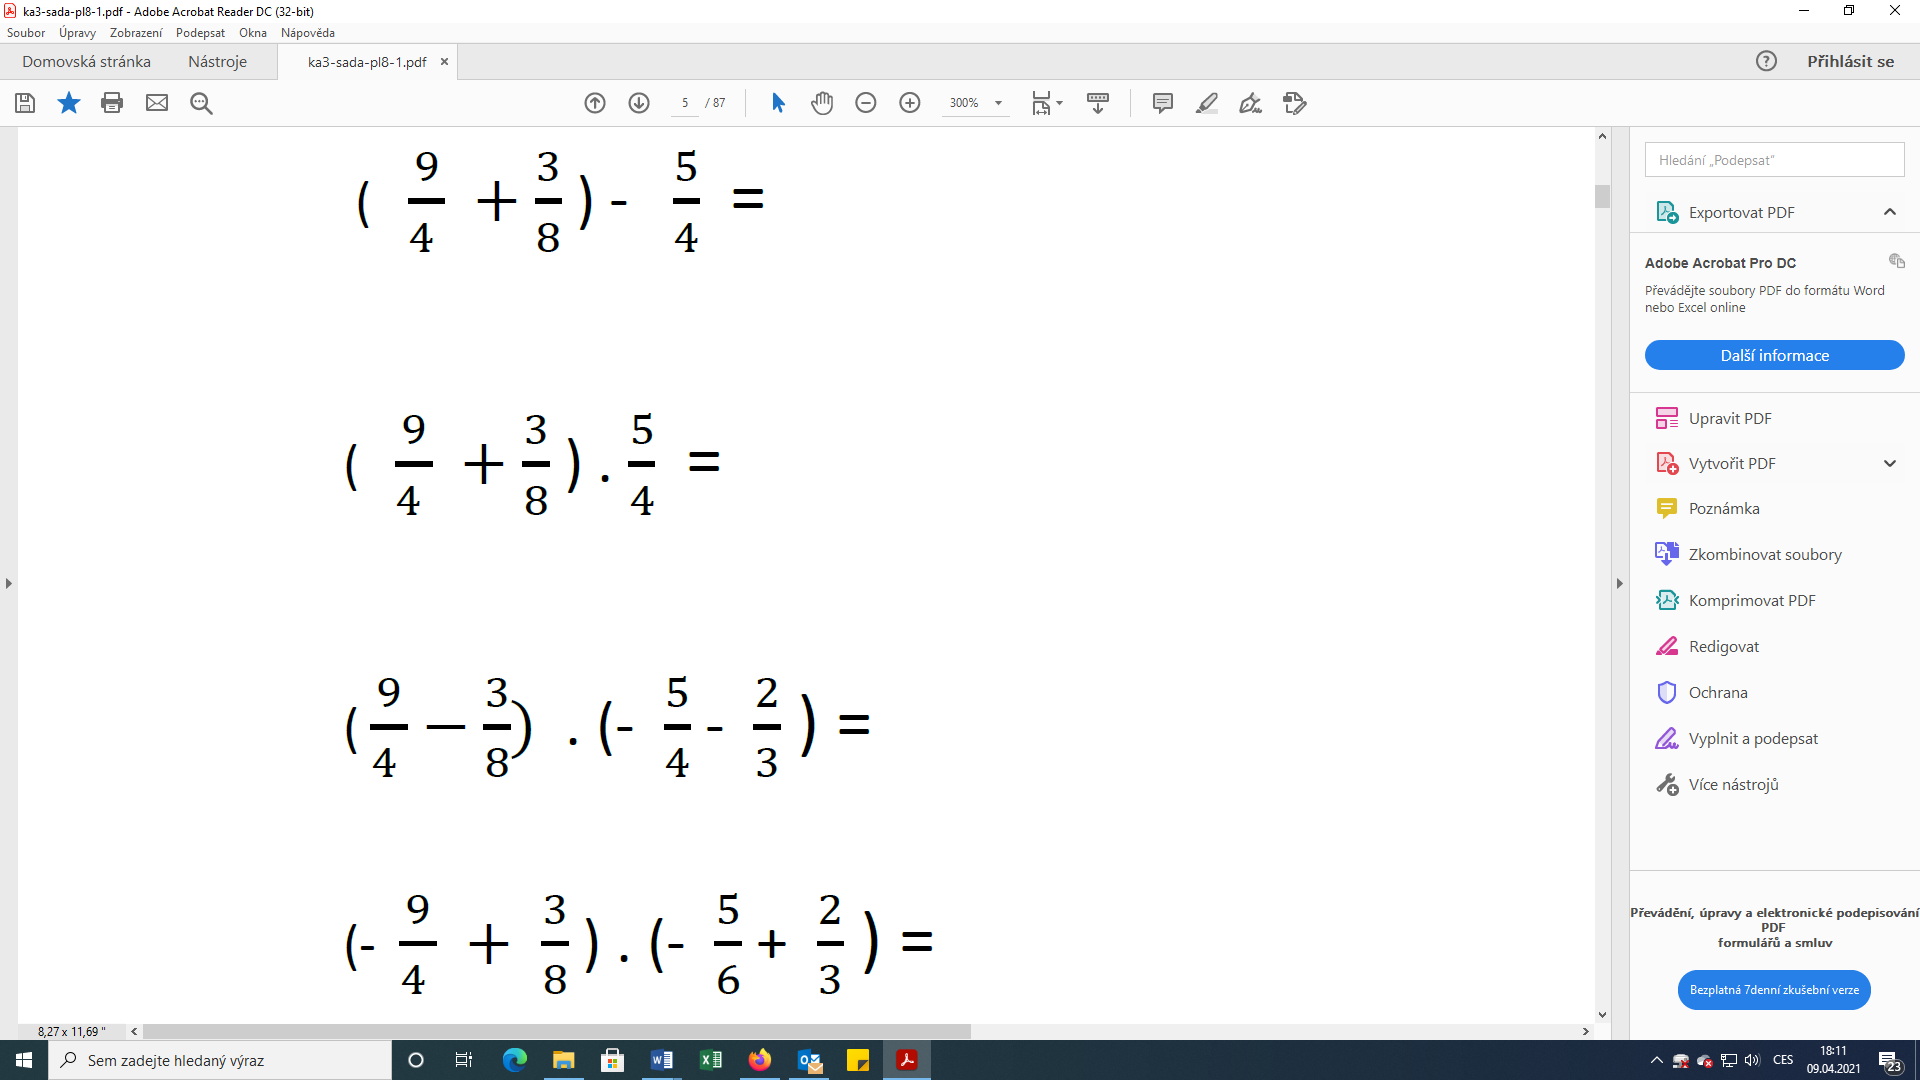 ka3-sada-pl8-1.pdf - Adobe Acrobat Reader DC (32-bit)
Soubor Úpravy Zobrazení Podepsat Okna Nápověda
Domovská stránka Nástroje ka3-sada-pl8-1.pdf × ? Přihlásit se
5 / 87 300%
( 9/4 + 3/8 ) - 5/4 =
( 9/4 + 3/8 ) . 5/4 =
( 9/4 − 3/8 ) . (- 5/4 - 2/3 ) =
(- 9/4 + 3/8 ) . (- 5/6 + 2/3 ) =
8,27 x 11,69 "
Hledání „Podepsat“
Exportovat PDF
Adobe Acrobat Pro DC
Převádějte soubory PDF do formátu Word
nebo Excel online
Další informace
Upravit PDF
Vytvořit PDF
Poznámka
Zkombinovat soubory
Komprimovat PDF
Redigovat
Ochrana
Vyplnit a podepsat
Více nástrojů
Převádění, úpravy a elektronické podepisování
PDF
formulářů a smluv
Bezplatná 7denní zkušební verze
Sem zadejte hledaný výraz
CES
18:11
09.04.2021
23